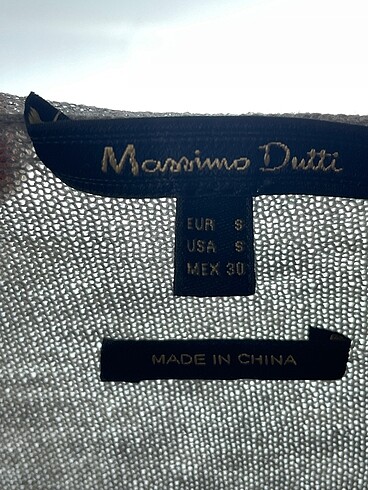 Massimo Dutti
EUR S
USA S
MEX 30
MADE IN CHINA